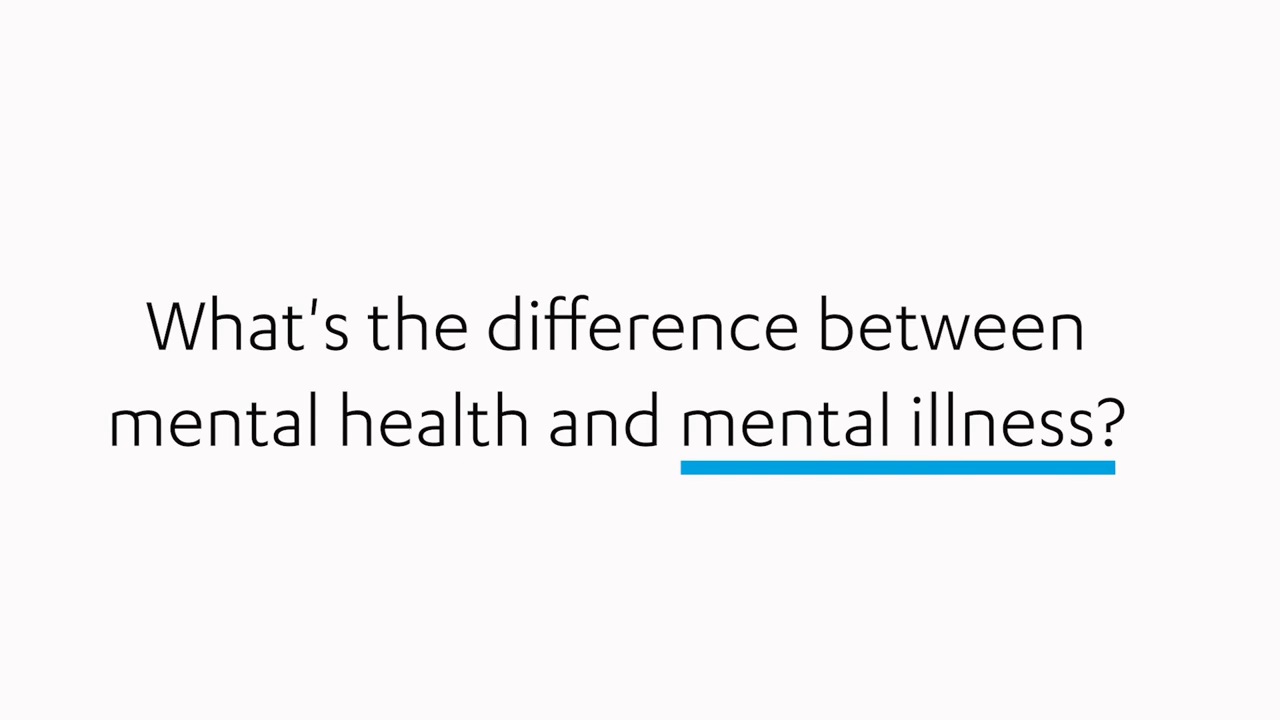 What's the difference between
mental health and mental illness?